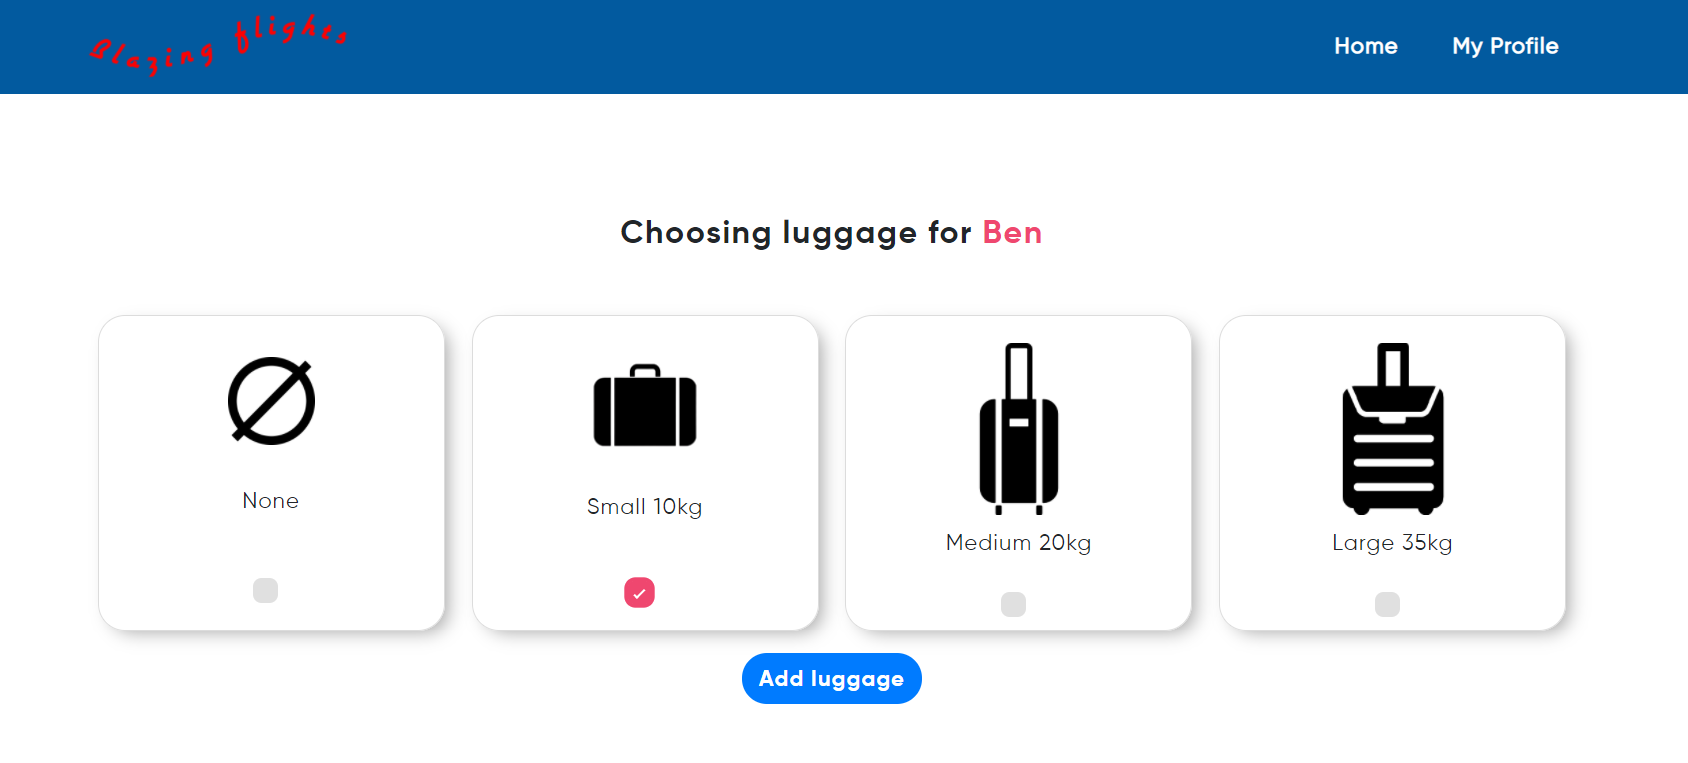 Blazing flights
Home
My Profile
Choosing luggage for Ben
None
Small 10kg
Medium 20kg
Large 35kg
Add luggage